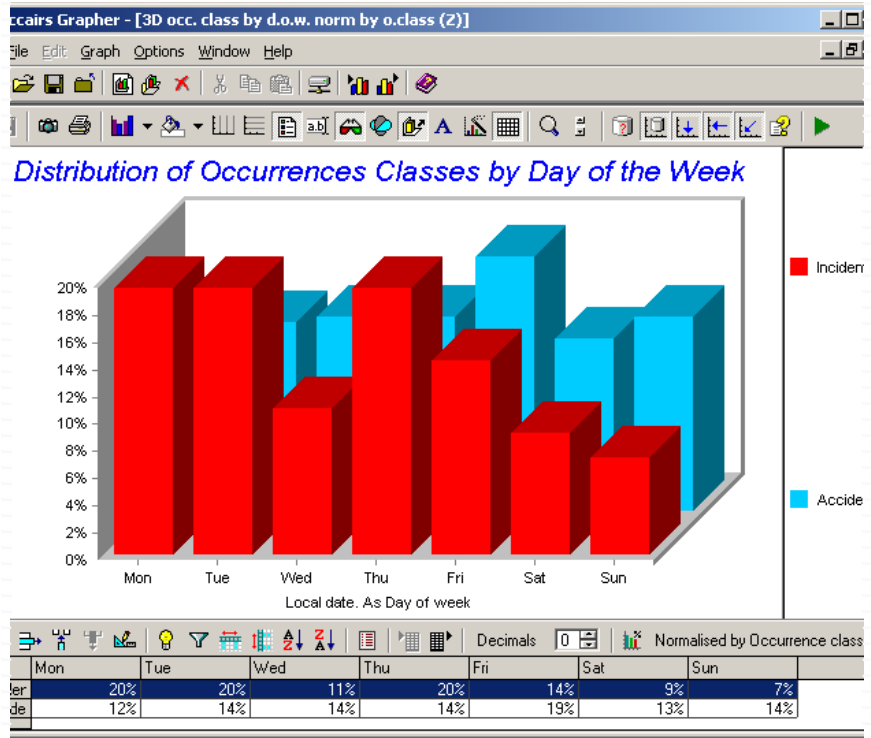 ccairs Grapher - [3D occ. class by d.o.w. norm by o.class (2)]
File Edit Graph Options Window Help
Distribution of Occurrences Classes by Day of the Week
Inciden
Accide
20%
18%
16%
14%
12%
10%
8%
6%
4%
2%
0%
Mon Tue Wed Thu Fri Sat Sun
Local date. As Day of week
Decimals 0 Normalised by Occurrence class
Mon Tue Wed Thu Fri Sat Sun
der 20% 20% 11% 20% 14% 9% 7%
de 12% 14% 14% 14% 19% 13% 14%